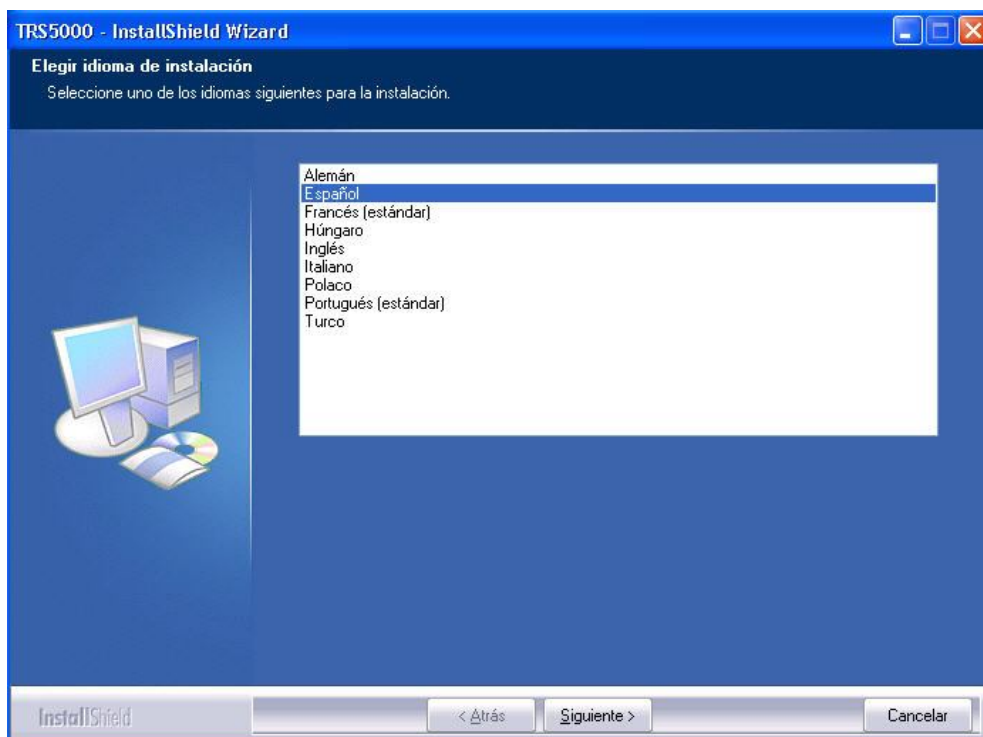 TRS5000 - InstallShield Wizard
Elegir idioma de instalación
Seleccione uno de los idiomas siguientes para la instalación.
Alemán
Español
Francés (estándar)
Húngaro
Inglés
Italiano
Polaco
Portugués (estándar)
Turco
InstallShield
< Atrás
Siguiente >
Cancelar